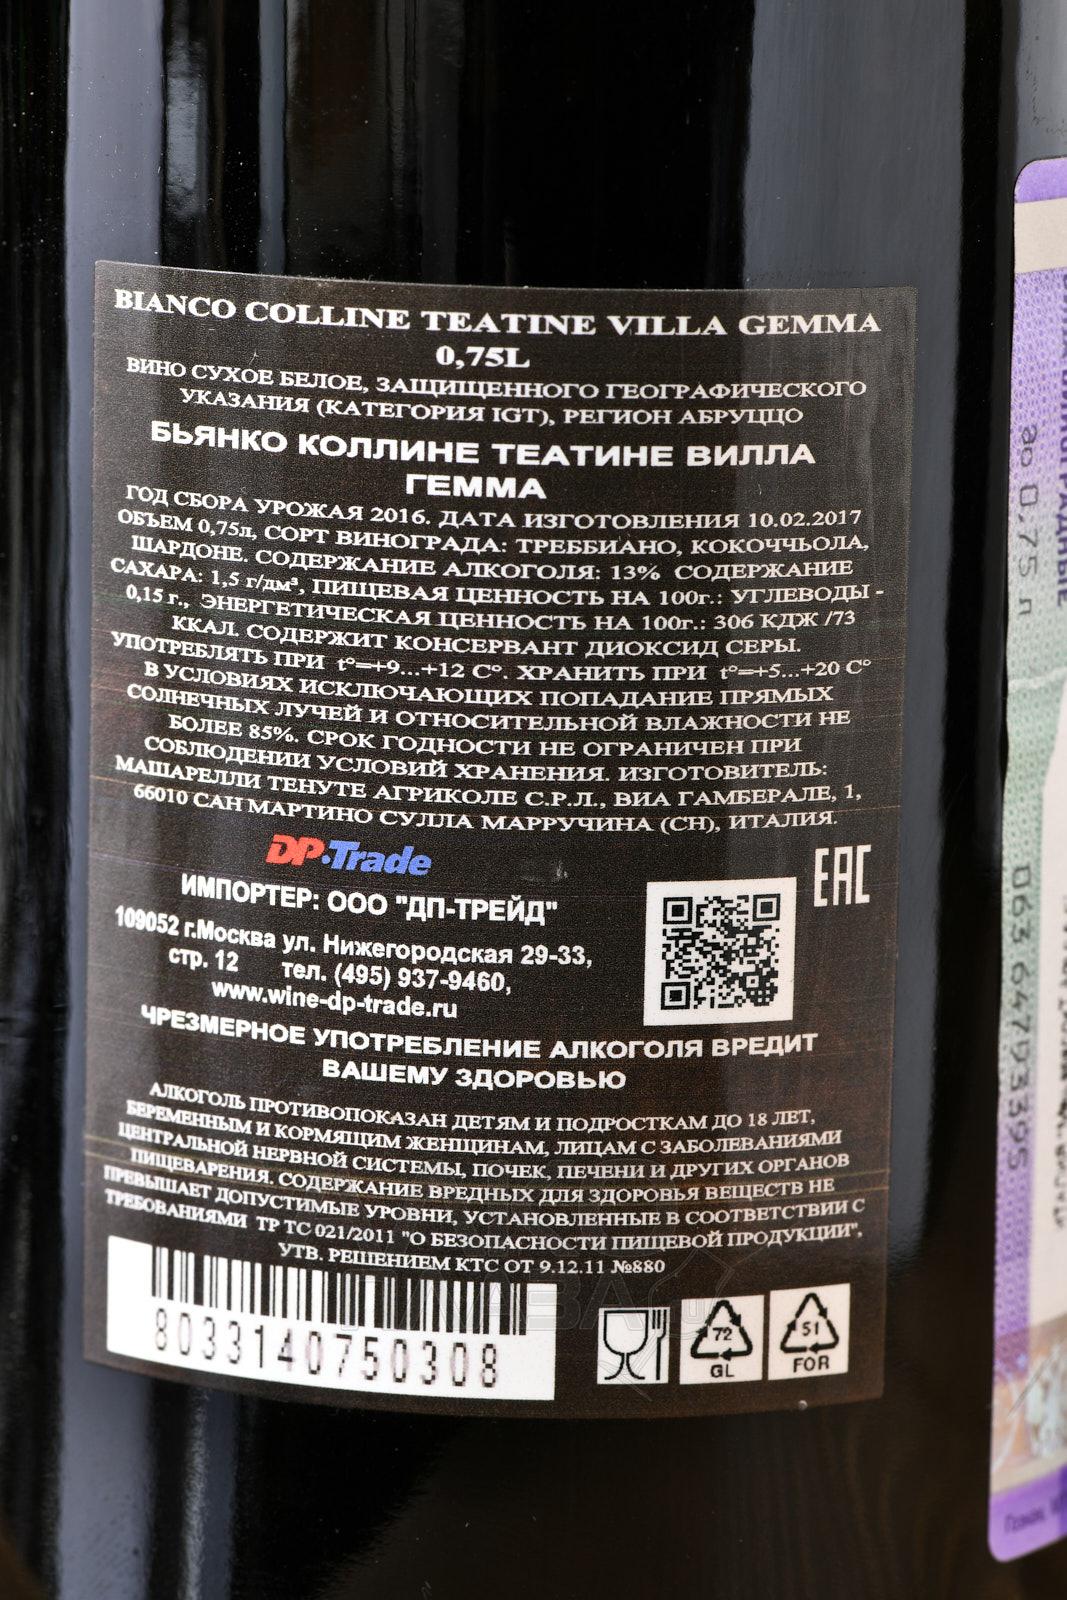 BIANCO COLLINE TEATINE VILLA GEMMA
0,75L
ВИНО СУХОЕ БЕЛОЕ, ЗАЩИЩЕННОГО ГЕОГРАФИЧЕСКОГО
УКАЗАНИЯ (КАТЕГОРИЯ IGT), РЕГИОН АБРУЦЦО
БЬЯНКО КОЛЛИНЕ ТЕАТИНЕ ВИЛЛА
ГЕММА
ГОД СБОРА УРОЖАЯ 2016. ДАТА ИЗГОТОВЛЕНИЯ 10.02.2017
ОБЪЕМ 0,75л, СОРТ ВИНОГРАДА: ТРЕББИАНО, КОКОЧЧЬОЛА,
ШАРДОНЕ. СОДЕРЖАНИЕ АЛКОГОЛЯ: 13% СОДЕРЖАНИЕ
САХАРА: 1,5 г/дм³, ПИЩЕВАЯ ЦЕННОСТЬ НА 100г.: УГЛЕВОДЫ -
0,15 г., ЭНЕРГЕТИЧЕСКАЯ ЦЕННОСТЬ НА 100г.: 306 КДЖ /73
ККАЛ. СОДЕРЖИТ КОНСЕРВАНТ ДИОКСИД СЕРЫ.
УПОТРЕБЛЯТЬ ПРИ t°=+9...+12 С°. ХРАНИТЬ ПРИ t°=+5...+20 С°
В УСЛОВИЯХ ИСКЛЮЧАЮЩИХ ПОПАДАНИЕ ПРЯМЫХ
СОЛНЕЧНЫХ ЛУЧЕЙ И ОТНОСИТЕЛЬНОЙ ВЛАЖНОСТИ НЕ
БОЛЕЕ 85%. СРОК ГОДНОСТИ НЕ ОГРАНИЧЕН ПРИ
СОБЛЮДЕНИИ УСЛОВИЙ ХРАНЕНИЯ. ИЗГОТОВИТЕЛЬ:
МАШАРЕЛЛИ ТЕНУТЕ АГРИКОЛЕ С.Р.Л., ВИА ГАМБЕРАЛЕ, 1,
66010 САН МАРТИНО СУЛЛА МАРРУЧИНА (СН), ИТАЛИЯ.
DP-Trade
EAC
ИМПОРТЕР: ООО "ДП-ТРЕЙД"
109052 г.Москва ул. Нижегородская 29-33,
стр. 12 тел. (495) 937-9460,
www.wine-dp-trade.ru
ЧРЕЗМЕРНОЕ УПОТРЕБЛЕНИЕ АЛКОГОЛЯ ВРЕДИТ
ВАШЕМУ ЗДОРОВЬЮ
АЛКОГОЛЬ ПРОТИВОПОКАЗАН ДЕТЯМ И ПОДРОСТКАМ ДО 18 ЛЕТ,
БЕРЕМЕННЫМ И КОРМЯЩИМ ЖЕНЩИНАМ, ЛИЦАМ С ЗАБОЛЕВАНИЯМИ
ЦЕНТРАЛЬНОЙ НЕРВНОЙ СИСТЕМЫ, ПОЧЕК, ПЕЧЕНИ И ДРУГИХ ОРГАНОВ
ПИЩЕВАРЕНИЯ. СОДЕРЖАНИЕ ВРЕДНЫХ ДЛЯ ЗДОРОВЬЯ ВЕЩЕСТВ НЕ
ПРЕВЫШАЕТ ДОПУСТИМЫЕ УРОВНИ, УСТАНОВЛЕННЫЕ В СООТВЕТСТВИИ С
ТРЕБОВАНИЯМИ ТР ТС 021/2011 "О БЕЗОПАСНОСТИ ПИЩЕВОЙ ПРОДУКЦИИ",
УТВ. РЕШЕНИЕМ КТС ОТ 9.12.11 №880
8033140750308
72
GL
51
FOR
0,75 л